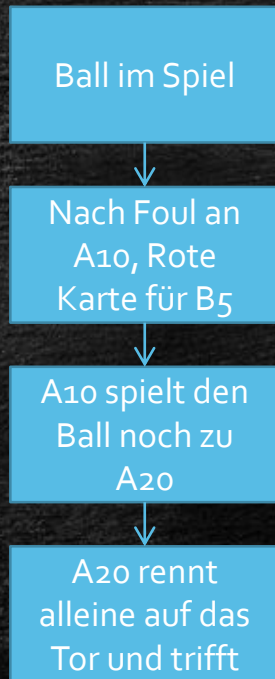 Ball im Spiel
Nach Foul an
A10, Rote
Karte für B5
A10 spielt den
Ball noch zu
A20
A20 rennt
alleine auf das
Tor und trifft